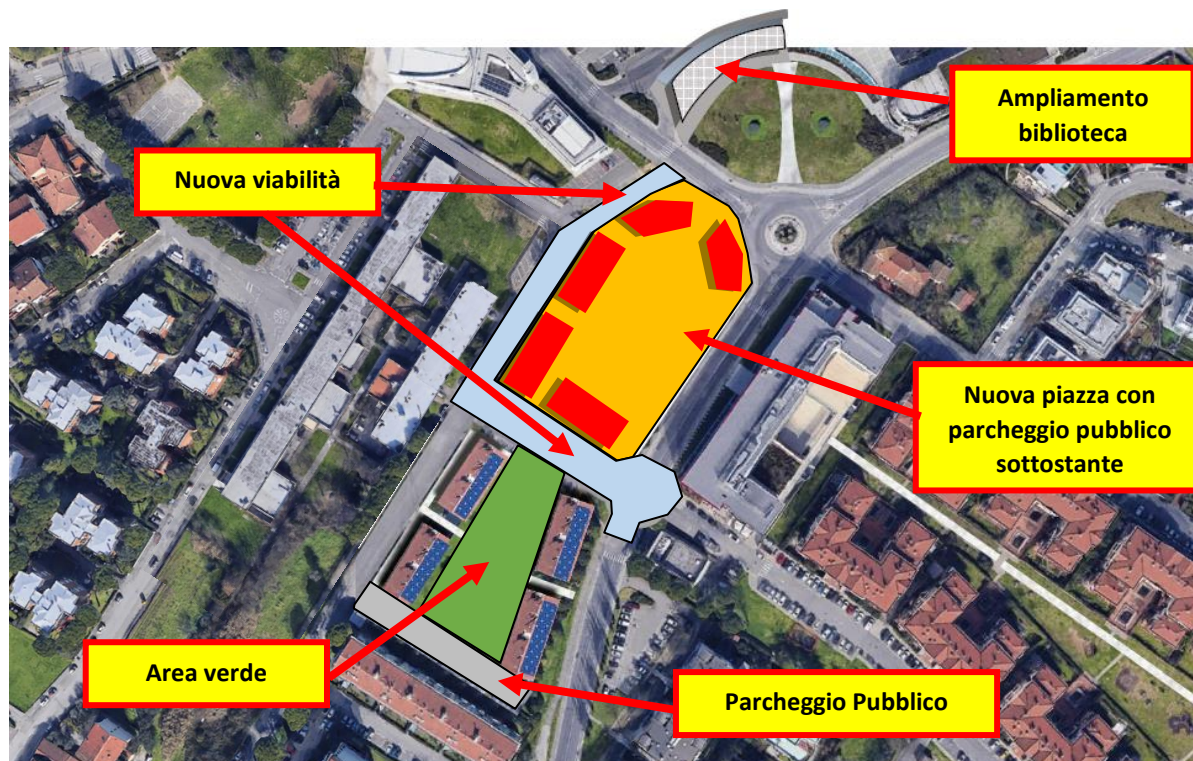 Ampliamento
biblioteca
Nuova viabilità
Nuova piazza con
parcheggio pubblico
sottostante
Area verde
Parcheggio Pubblico